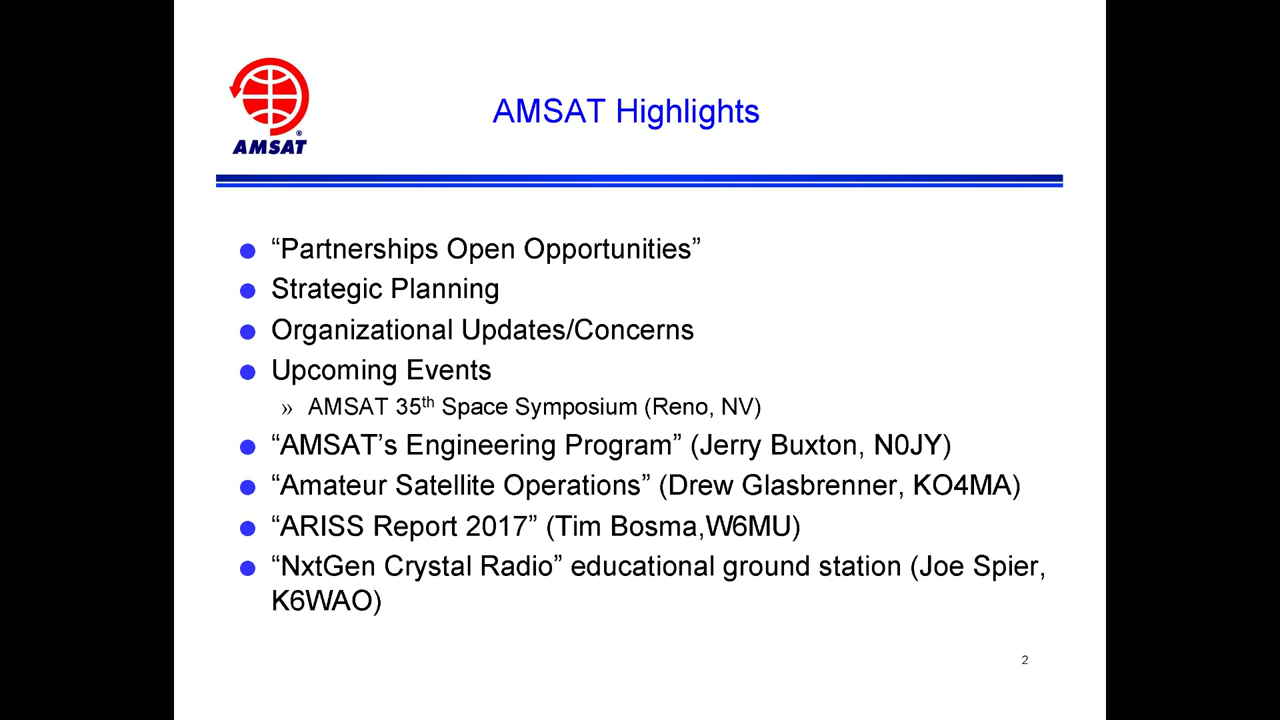 AMSAT Highlights
®
AMSAT
“Partnerships Open Opportunities”
Strategic Planning
Organizational Updates/Concerns
Upcoming Events
» AMSAT 35th Space Symposium (Reno, NV)
“AMSAT’s Engineering Program” (Jerry Buxton, N0JY)
“Amateur Satellite Operations” (Drew Glasbrenner, KO4MA)
“ARISS Report 2017” (Tim Bosma,W6MU)
“NxtGen Crystal Radio” educational ground station (Joe Spier,
K6WAO)
2